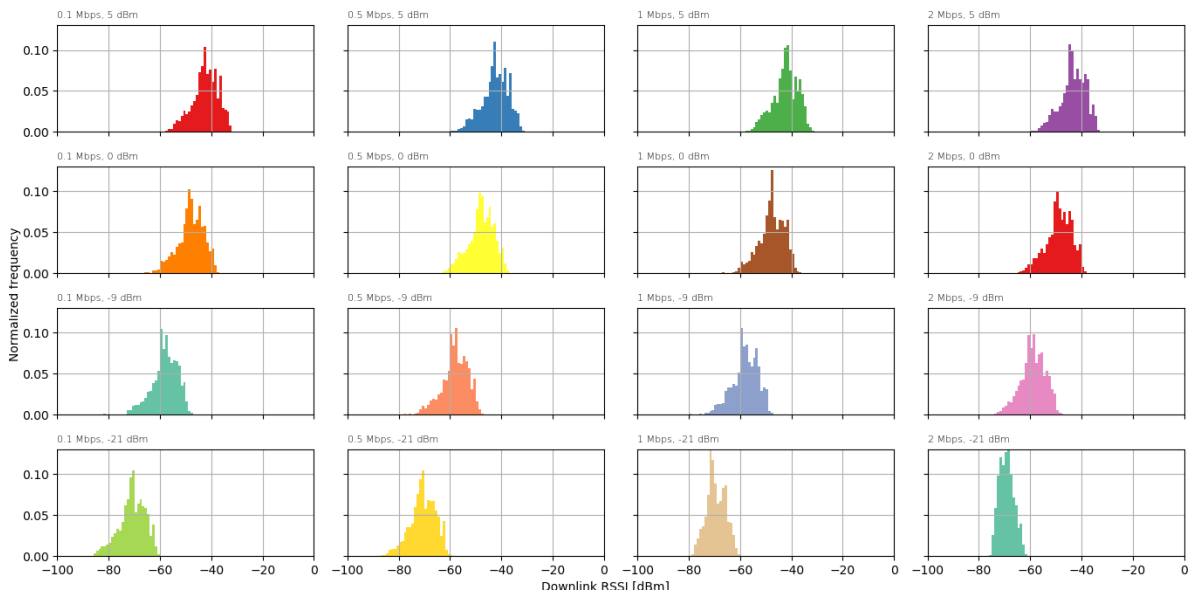 0.1 Mbps, 5 dBm
0.5 Mbps, 5 dBm
1 Mbps, 5 dBm
2 Mbps, 5 dBm
0.10
0.05
0.00
0.1 Mbps, 0 dBm
0.5 Mbps, 0 dBm
1 Mbps, 0 dBm
2 Mbps, 0 dBm
0.10
0.05
0.00
Normalized frequency
0.1 Mbps, -9 dBm
0.5 Mbps, -9 dBm
1 Mbps, -9 dBm
2 Mbps, -9 dBm
0.10
0.05
0.00
0.1 Mbps, -21 dBm
0.5 Mbps, -21 dBm
1 Mbps, -21 dBm
2 Mbps, -21 dBm
0.10
0.05
0.00
−100 −80 −60 −40 −20 0
−100 −80 −60 −40 −20 0
−100 −80 −60 −40 −20 0
−100 −80 −60 −40 −20 0
Downlink RSSI [dBm]